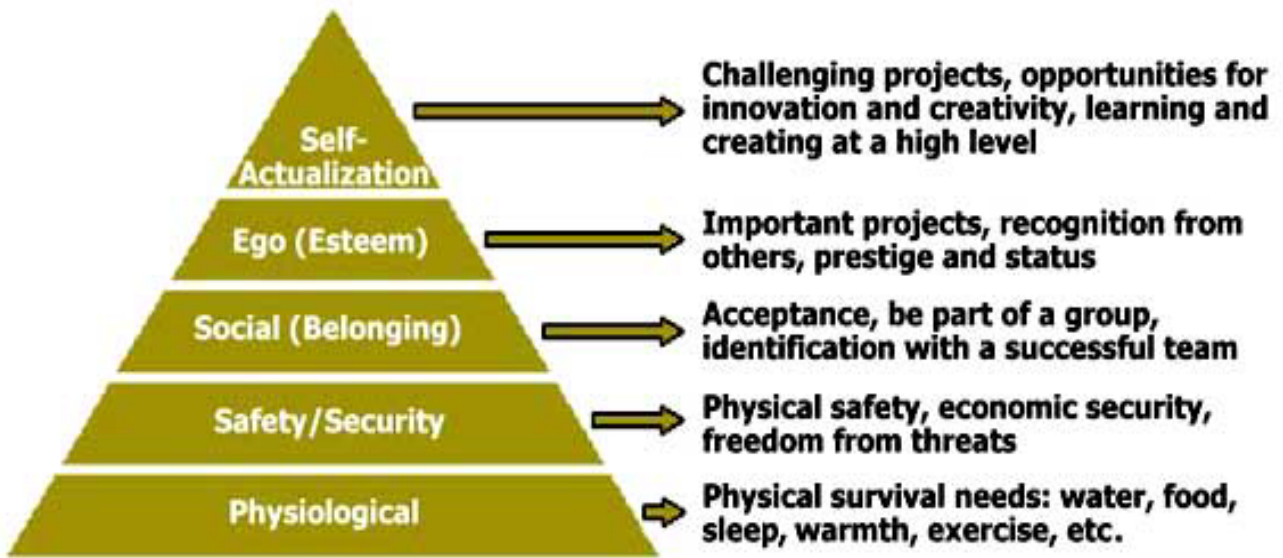 Self-
Actualization
Challenging projects, opportunities for
innovation and creativity, learning and
creating at a high level
Ego (Esteem)
Important projects, recognition from
others, prestige and status
Social (Belonging)
Acceptance, be part of a group,
identification with a successful team
Safety/Security
Physical safety, economic security,
freedom from threats
Physiological
Physical survival needs: water, food,
sleep, warmth, exercise, etc.